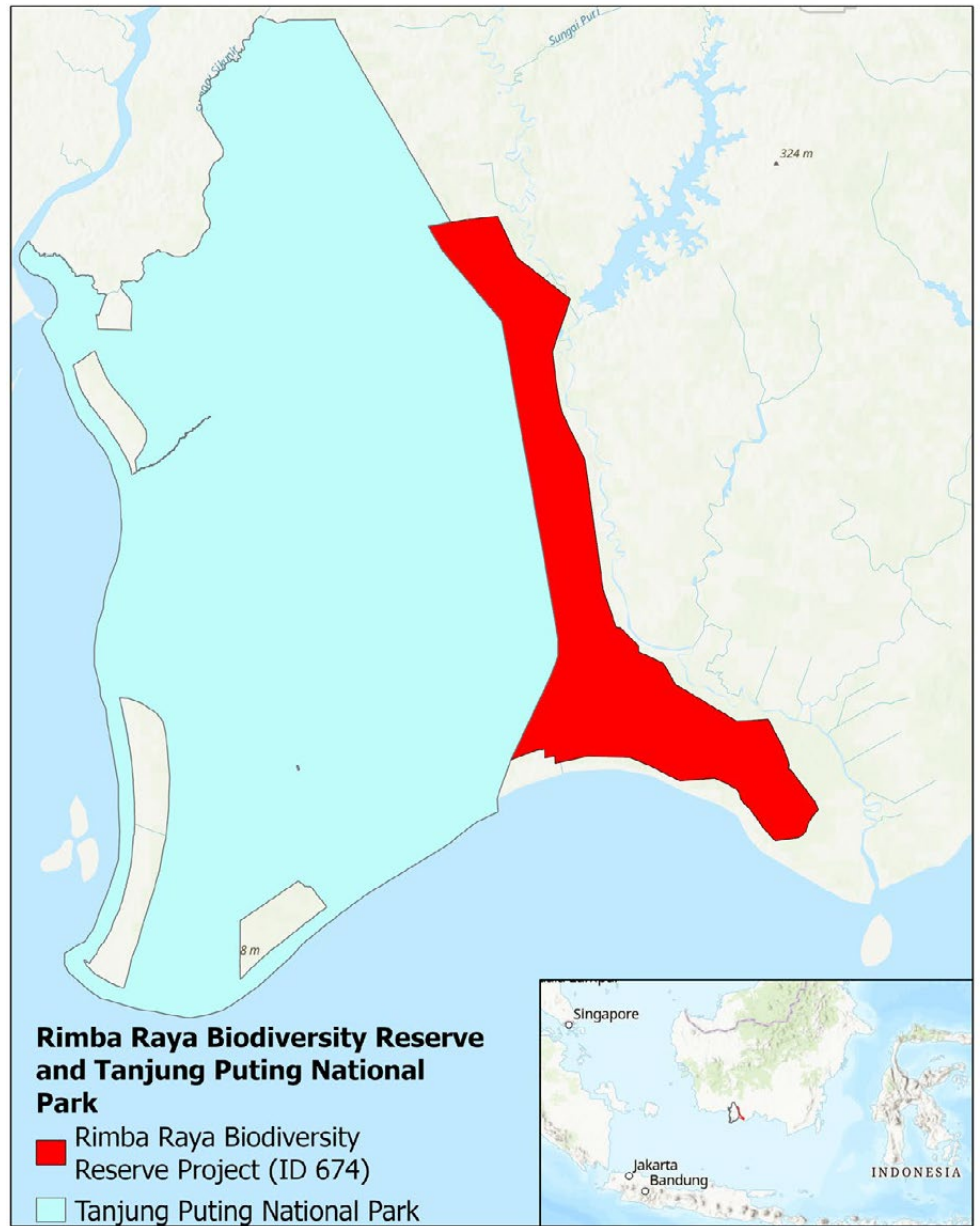 Sungai Puri
324 m
8 m
Rimba Raya Biodiversity Reserve
and Tanjung Puting National
Park
Rimba Raya Biodiversity
Reserve Project (ID 674)
Tanjung Puting National Park
Singapore
Jakarta
Bandung
INDONESIA